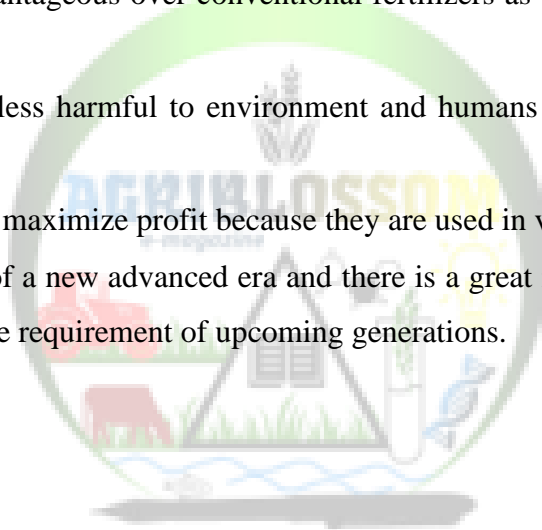 antageous over conventional fertilizers as
less harmful to environment and humans
AGRIBLOSSOM
e-magazine
maximize profit because they are used in v
of a new advanced era and there is a great
e requirement of upcoming generations.